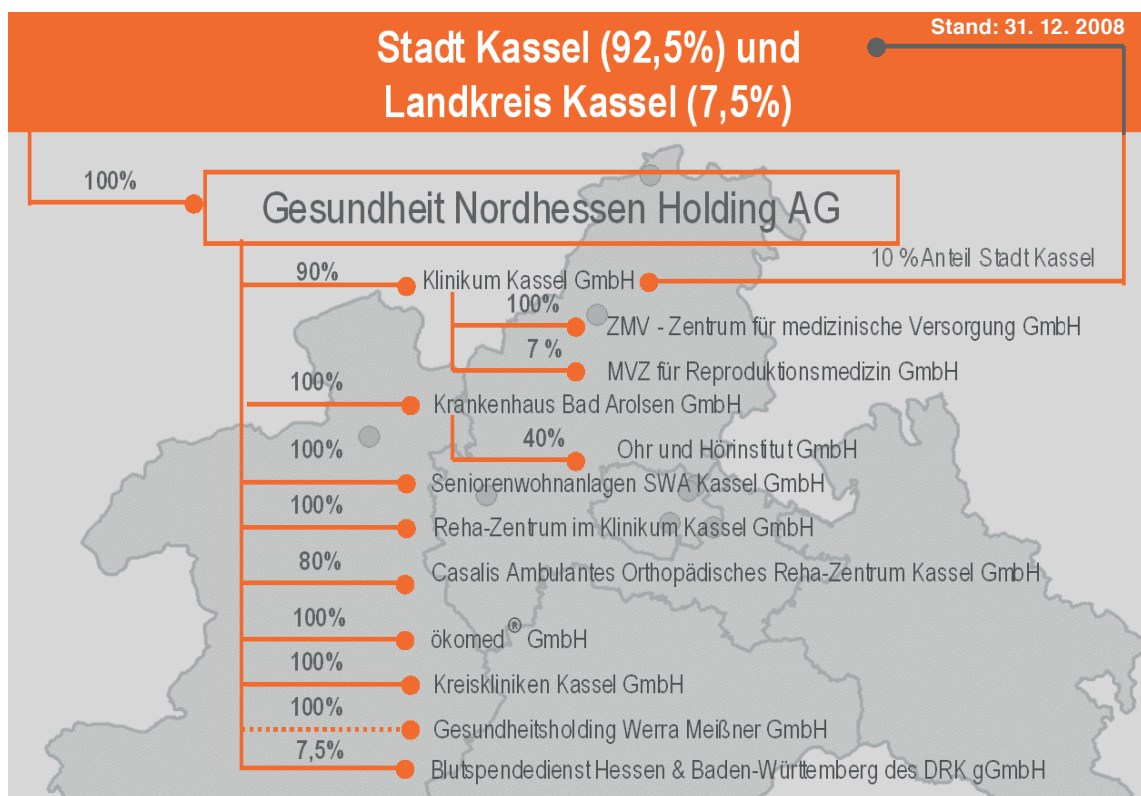 Stand: 31. 12. 2008
Stadt Kassel (92,5%) und
Landkreis Kassel (7,5%)
100%
Gesundheit Nordhessen Holding AG
10 % Anteil Stadt Kassel
90%
Klinikum Kassel GmbH
100%
ZMV - Zentrum für medizinische Versorgung GmbH
7 %
MVZ für Reproduktionsmedizin GmbH
100%
Krankenhaus Bad Arolsen GmbH
40%
Ohr und Hörinstitut GmbH
100%
Seniorenwohnanlagen SWA Kassel GmbH
100%
Reha-Zentrum im Klinikum Kassel GmbH
80%
Casalis Ambulantes Orthopädisches Reha-Zentrum Kassel GmbH
100%
ökomed® GmbH
100%
Kreiskliniken Kassel GmbH
100%
Gesundheitsholding Werra Meißner GmbH
7,5%
Blutspendedienst Hessen & Baden-Württemberg des DRK gGmbH